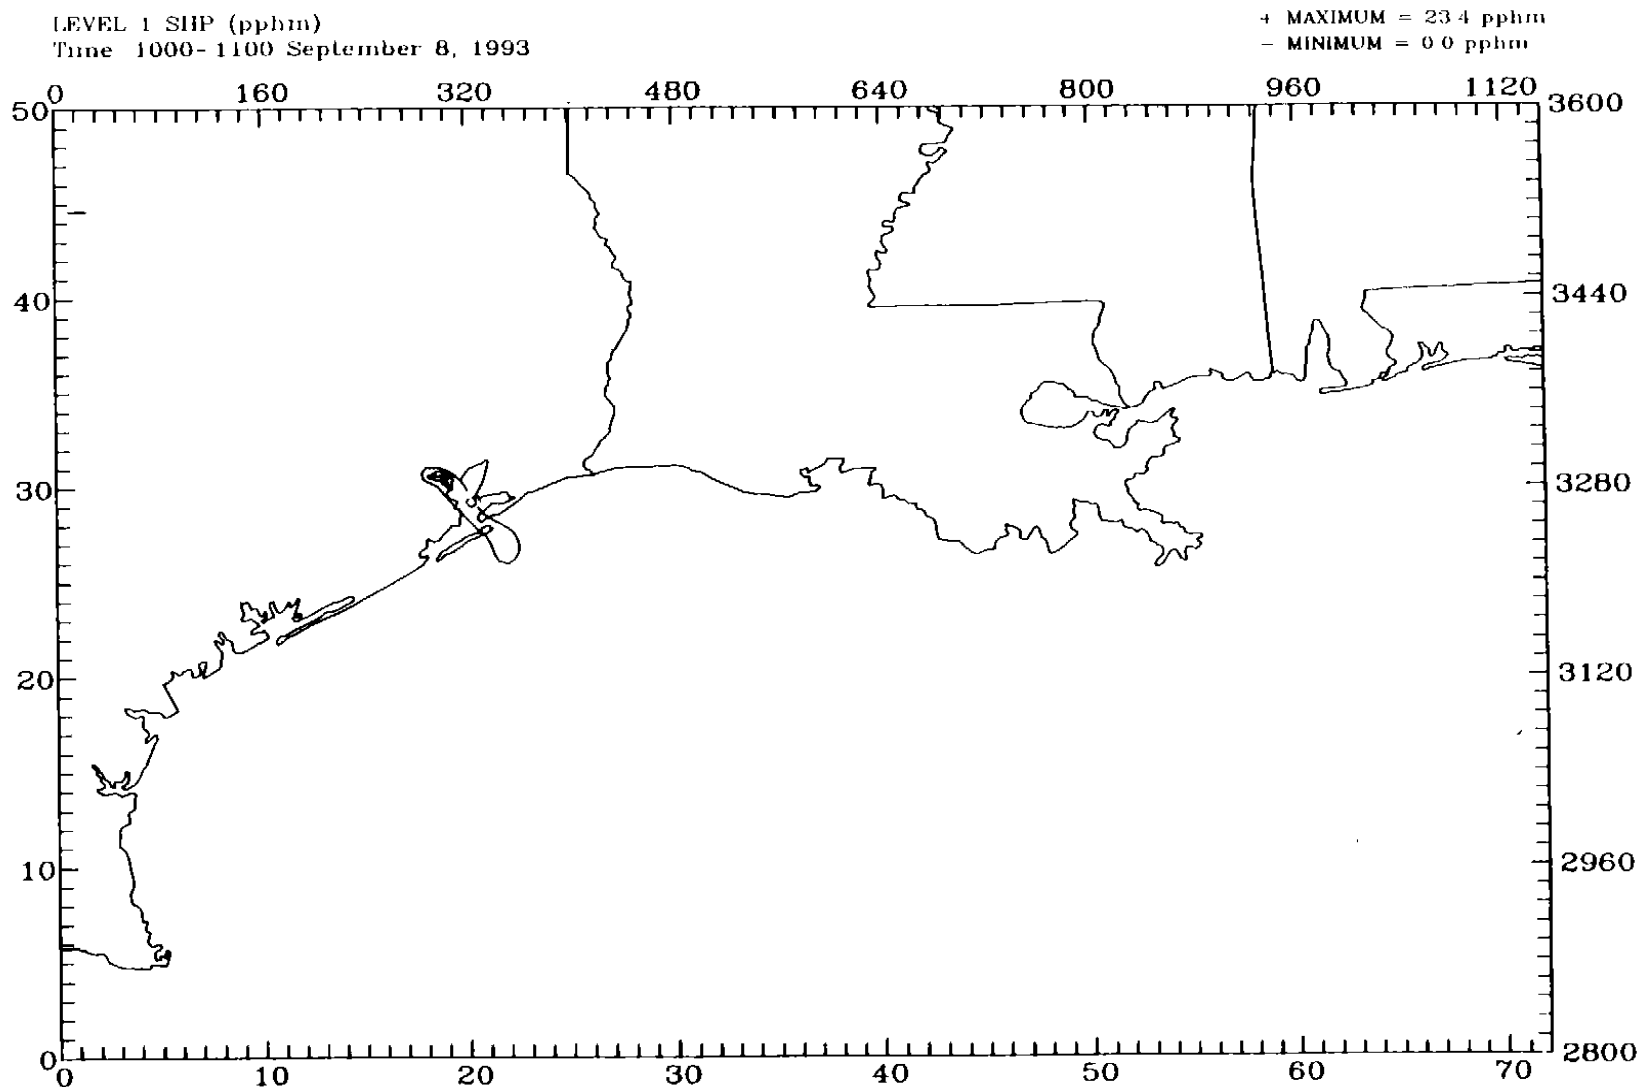 LEVEL 1 SHP (pphm)
Time 1000-1100 September 8, 1993
+ MAXIMUM = 23.4 pphm
- MINIMUM = 0.0 pphm
0 160 320 480 640 800 960 1120
50 3600
40 3440
30 3280
20 3120
10 2960
0 2800
0 10 20 30 40 50 60 70